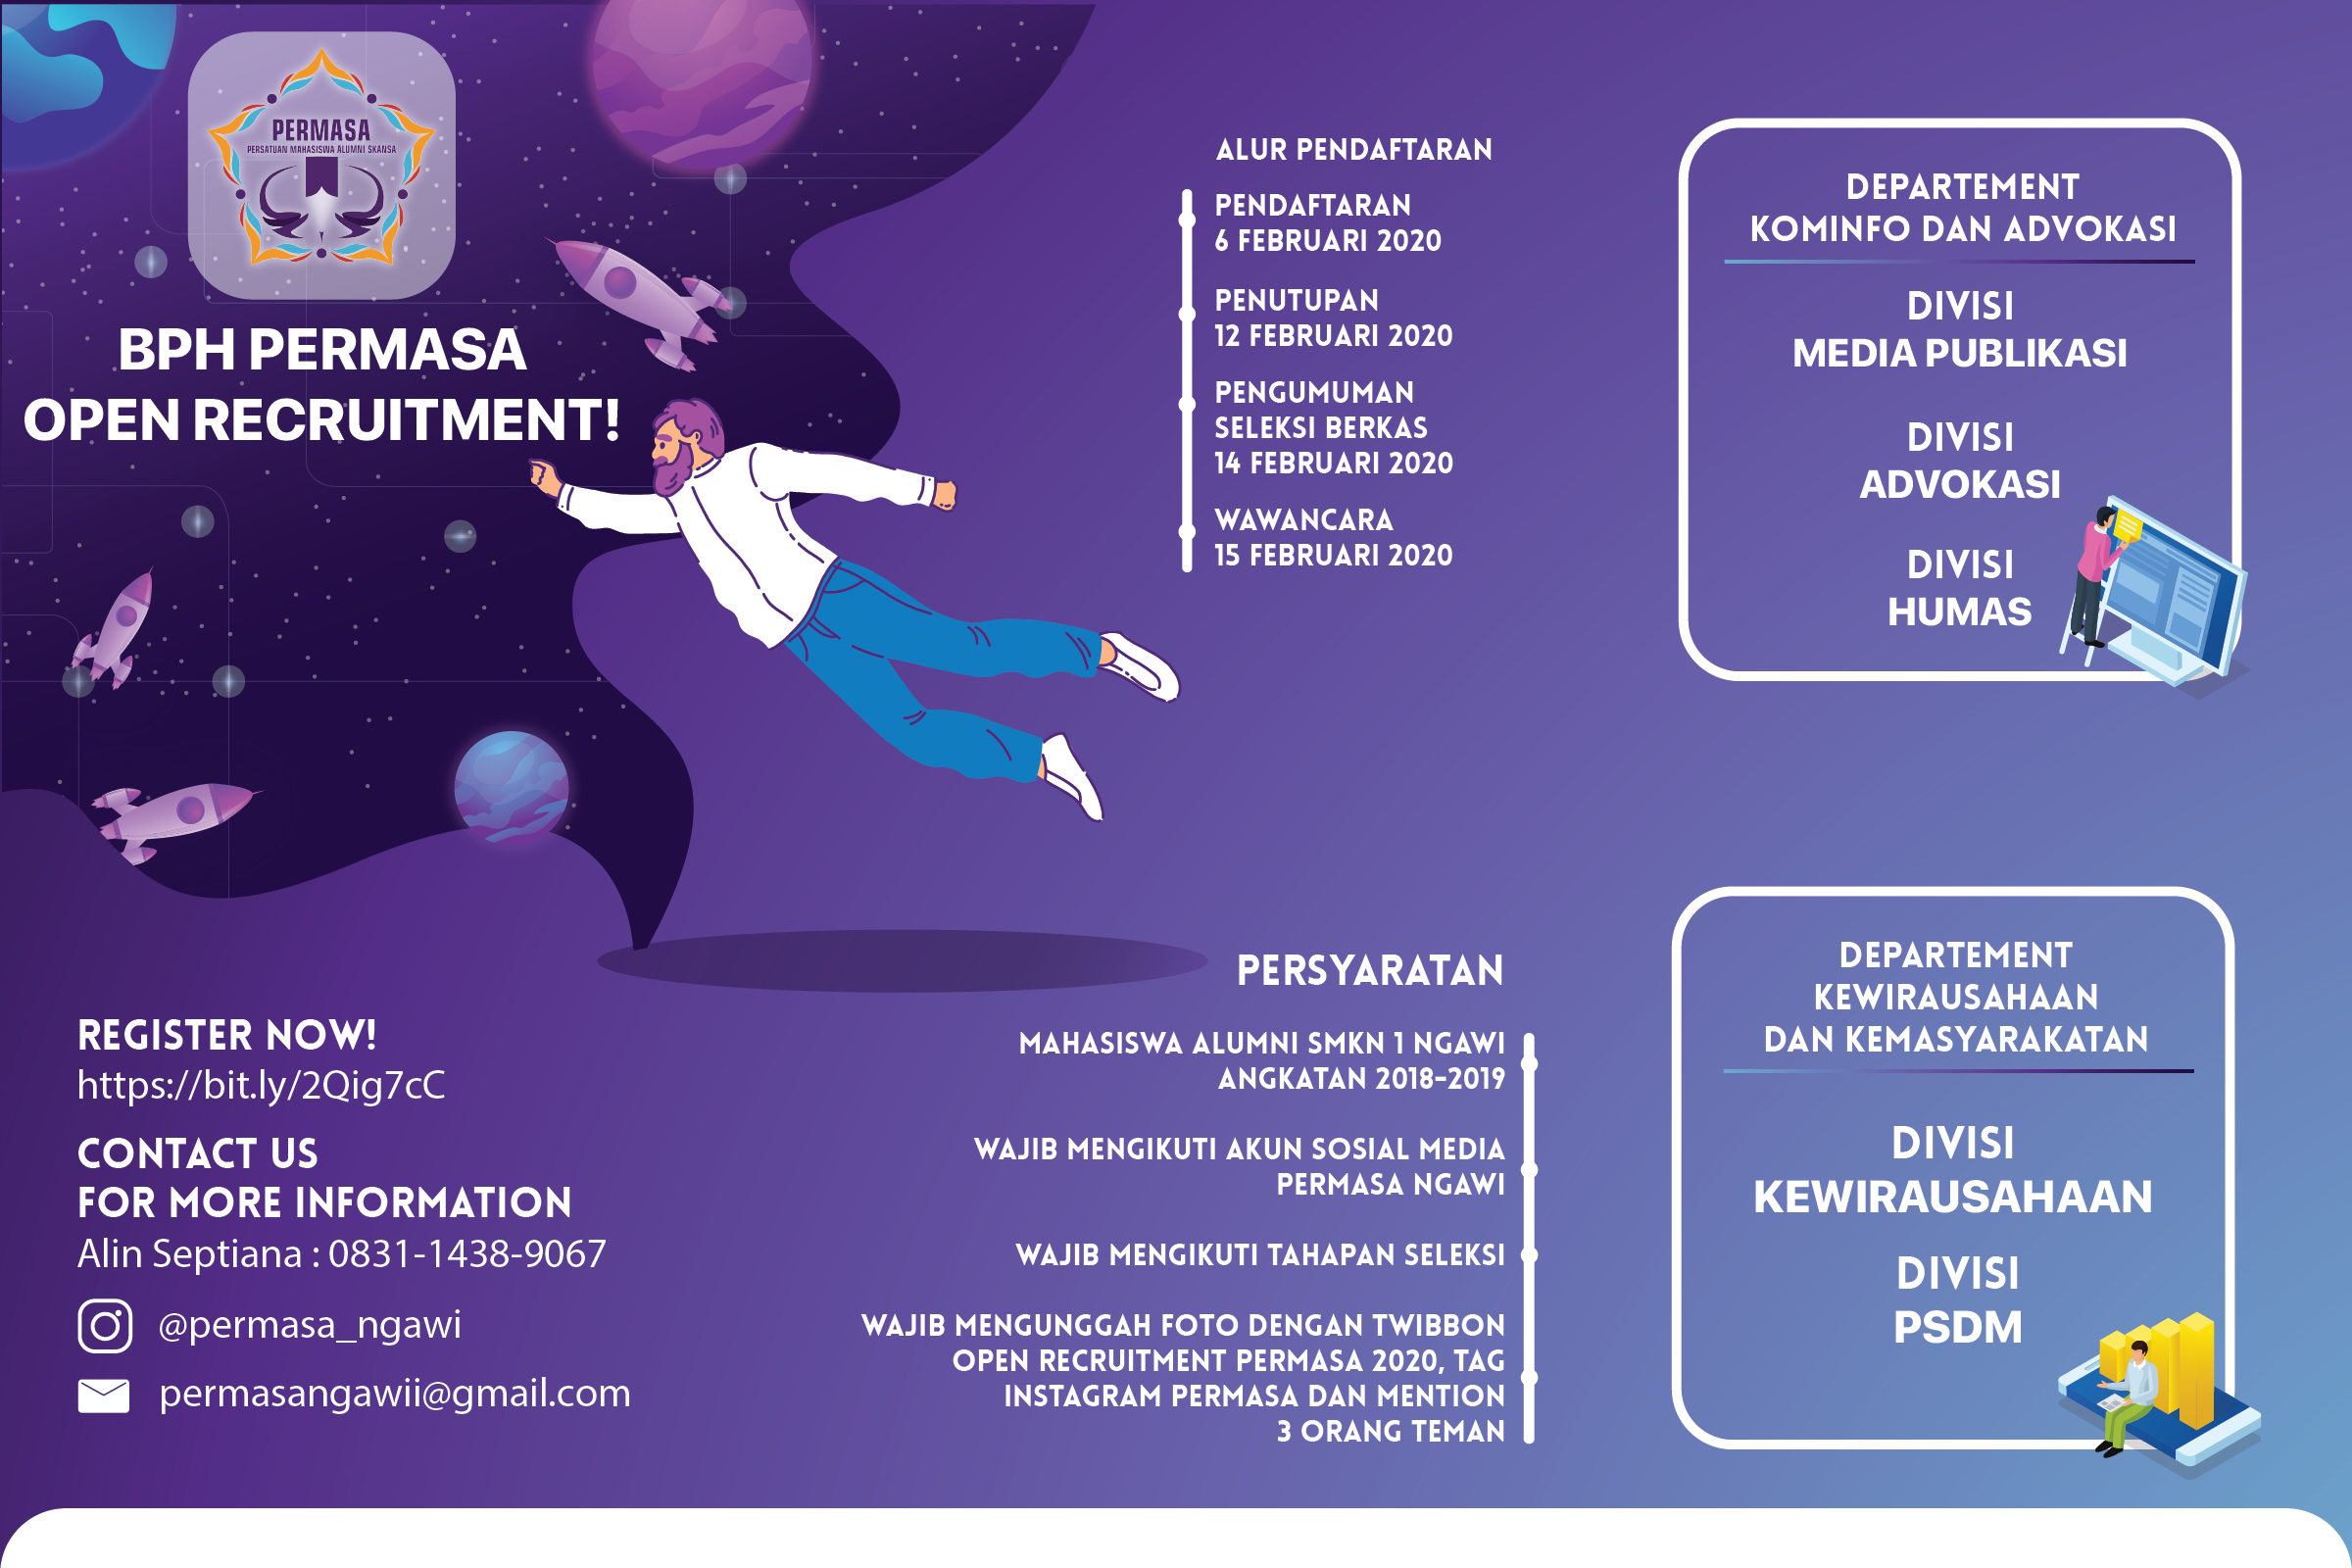 PERMASA
PERSATUAN MAHASISWA ALUMNI SKANSA
BPH PERMASA
OPEN RECRUITMENT!
REGISTER NOW!
https://bit.ly/2Qig7cC
CONTACT US
FOR MORE INFORMATION
Alin Septiana : 0831-1438-9067
@permasa_ngawi
permasangawii@gmail.com
ALUR PENDAFTARAN
PENDAFTARAN
6 FEBRUARI 2020
PENUTUPAN
12 FEBRUARI 2020
PENGUMUMAN
SELEKSI BERKAS
14 FEBRUARI 2020
WAWANCARA
15 FEBRUARI 2020
PERSYARATAN
MAHASISWA ALUMNI SMKN 1 NGAWI
ANGKATAN 2018-2019
WAJIB MENGIKUTI AKUN SOSIAL MEDIA
PERMASA NGAWI
WAJIB MENGIKUTI TAHAPAN SELEKSI
WAJIB MENGUNGGAH FOTO DENGAN TWIBBON
OPEN RECRUITMENT PERMASA 2020, TAG
INSTAGRAM PERMASA DAN MENTION
3 ORANG TEMAN
DEPARTEMENT
KOMINFO DAN ADVOKASI
DIVISI
MEDIA PUBLIKASI
DIVISI
ADVOKASI
DIVISI
HUMAS
DEPARTEMENT
KEWIRAUSAHAAN
DAN KEMASYARAKATAN
DIVISI
KEWIRAUSAHAAN
DIVISI
PSDM